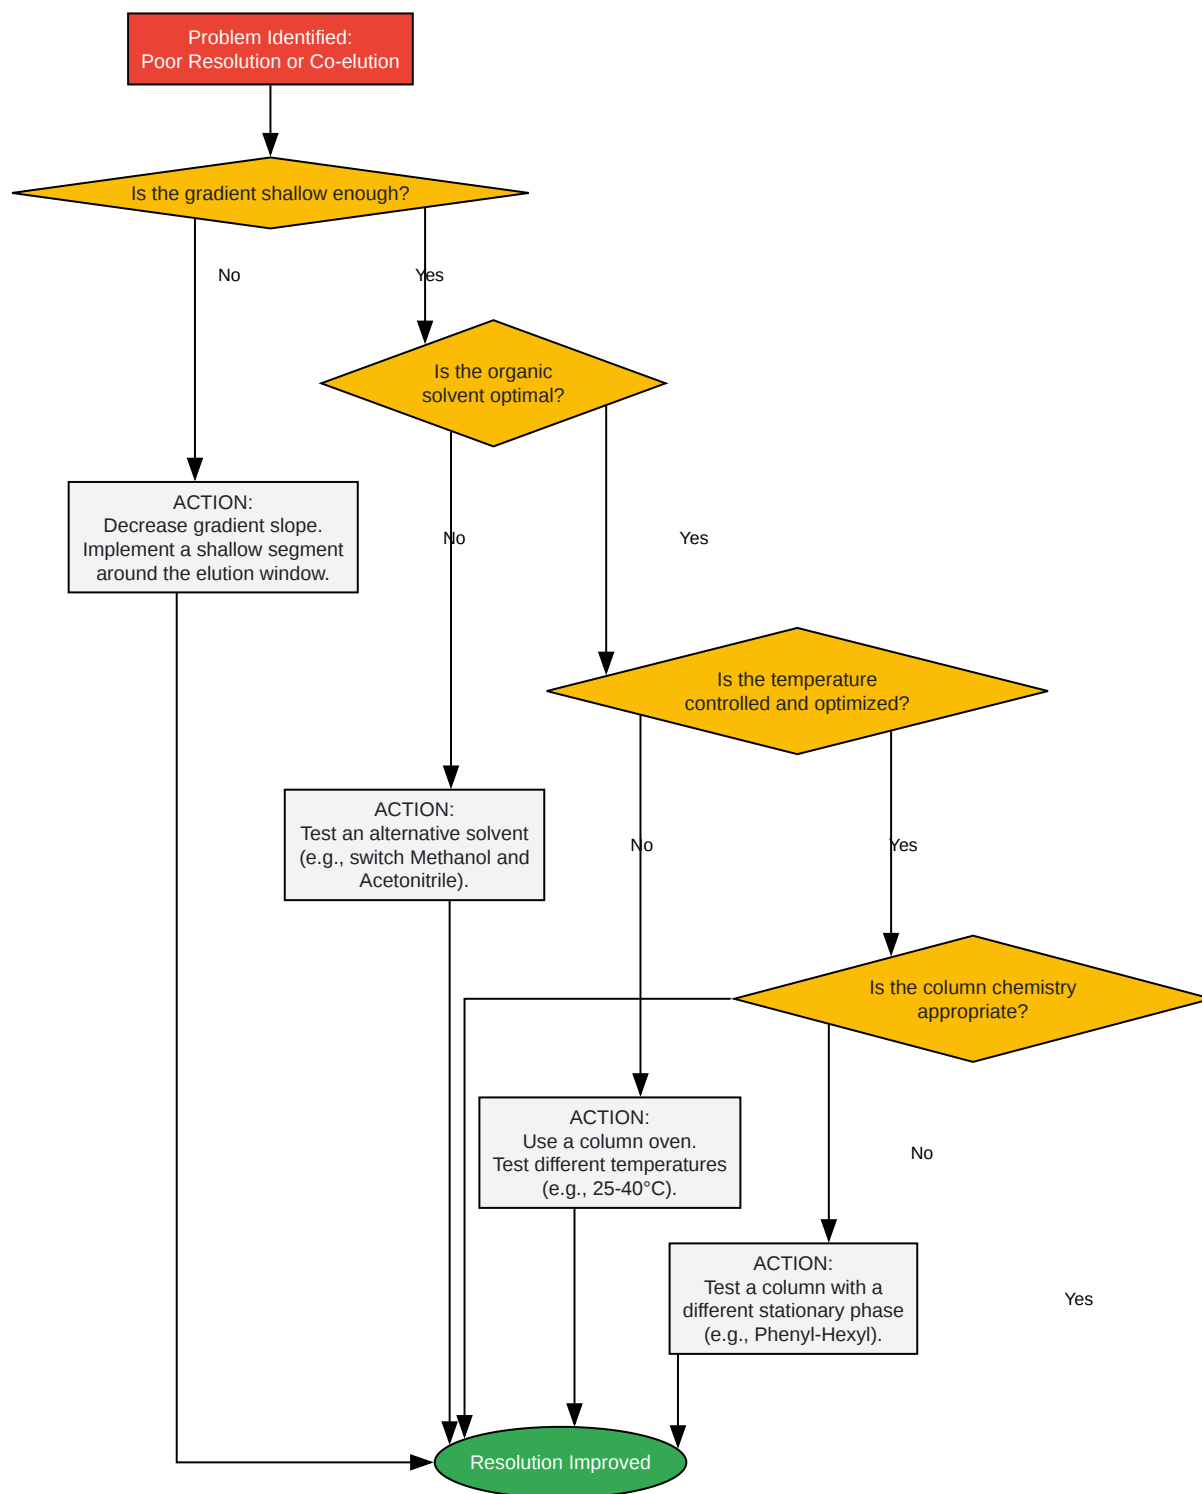 Problem Identified:
Poor Resolution or Co-elution
Is the gradient shallow enough?
No
Yes
Is the organic
solvent optimal?
ACTION:
Decrease gradient slope.
Implement a shallow segment
around the elution window.
No
Yes
Is the temperature
controlled and optimized?
ACTION:
Test an alternative solvent
(e.g., switch Methanol and
Acetonitrile).
No
Yes
Is the column chemistry
appropriate?
ACTION:
Use a column oven.
Test different temperatures
(e.g., 25-40°C).
No
ACTION:
Test a column with a
different stationary phase
(e.g., Phenyl-Hexyl).
Yes
Resolution Improved